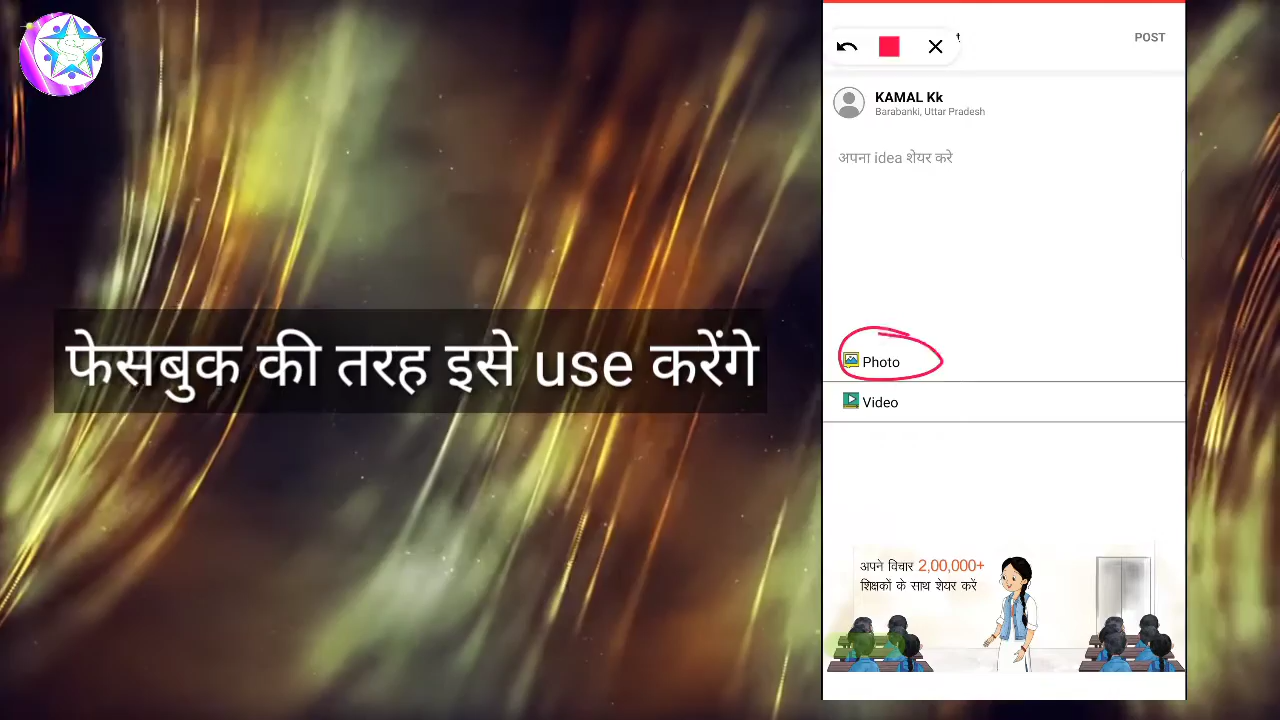 POST
KAMAL Kk
Barabanki, Uttar Pradesh
अपना idea शेयर करे
फेसबुक की तरह इसे use करेंगे
Photo
Video
अपने विचार 2,00,000+
शिक्षकों के साथ शेयर करें